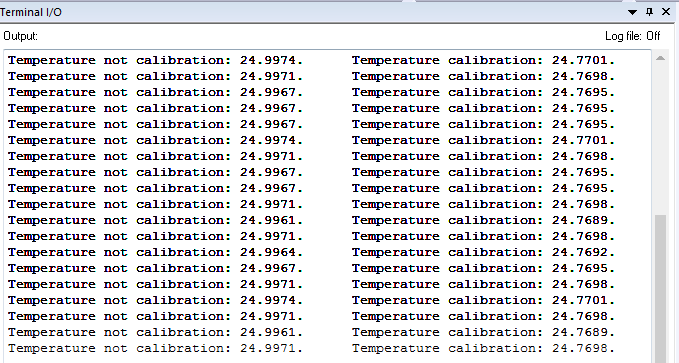 Terminal I/O
Output: Log file: Off
Temperature not calibration: 24.9974. Temperature calibration: 24.7701.
Temperature not calibration: 24.9971. Temperature calibration: 24.7698.
Temperature not calibration: 24.9967. Temperature calibration: 24.7695.
Temperature not calibration: 24.9967. Temperature calibration: 24.7695.
Temperature not calibration: 24.9967. Temperature calibration: 24.7695.
Temperature not calibration: 24.9974. Temperature calibration: 24.7701.
Temperature not calibration: 24.9971. Temperature calibration: 24.7698.
Temperature not calibration: 24.9967. Temperature calibration: 24.7695.
Temperature not calibration: 24.9967. Temperature calibration: 24.7695.
Temperature not calibration: 24.9971. Temperature calibration: 24.7698.
Temperature not calibration: 24.9961. Temperature calibration: 24.7689.
Temperature not calibration: 24.9971. Temperature calibration: 24.7698.
Temperature not calibration: 24.9964. Temperature calibration: 24.7692.
Temperature not calibration: 24.9967. Temperature calibration: 24.7695.
Temperature not calibration: 24.9971. Temperature calibration: 24.7698.
Temperature not calibration: 24.9974. Temperature calibration: 24.7701.
Temperature not calibration: 24.9971. Temperature calibration: 24.7698.
Temperature not calibration: 24.9961. Temperature calibration: 24.7689.
Temperature not calibration: 24.9971. Temperature calibration: 24.7698.